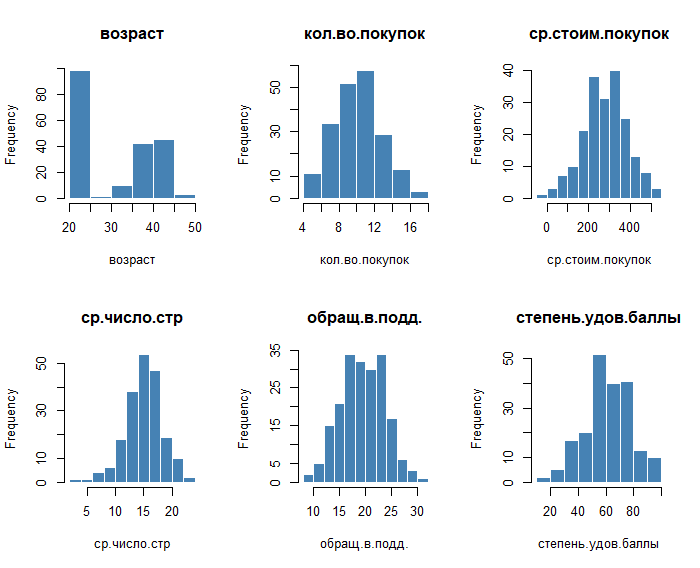 возраст
Frequency
0 20 40 60 80
20 30 40 50
возраст
кол.во.покупок
Frequency
0 10 30 50
4 8 12 16
кол.во.покупок
ср.стоим.покупок
Frequency
0 10 20 30 40
0 200 400
ср.стоим.покупок
ср.число.стр
Frequency
0 10 30 50
5 10 15 20
ср.число.стр
обращ.в.подд.
Frequency
0 5 15 25 35
10 15 20 25 30
обращ.в.подд.
степень.удов.баллы
Frequency
0 10 30 50
20 40 60 80
степень.удов.баллы